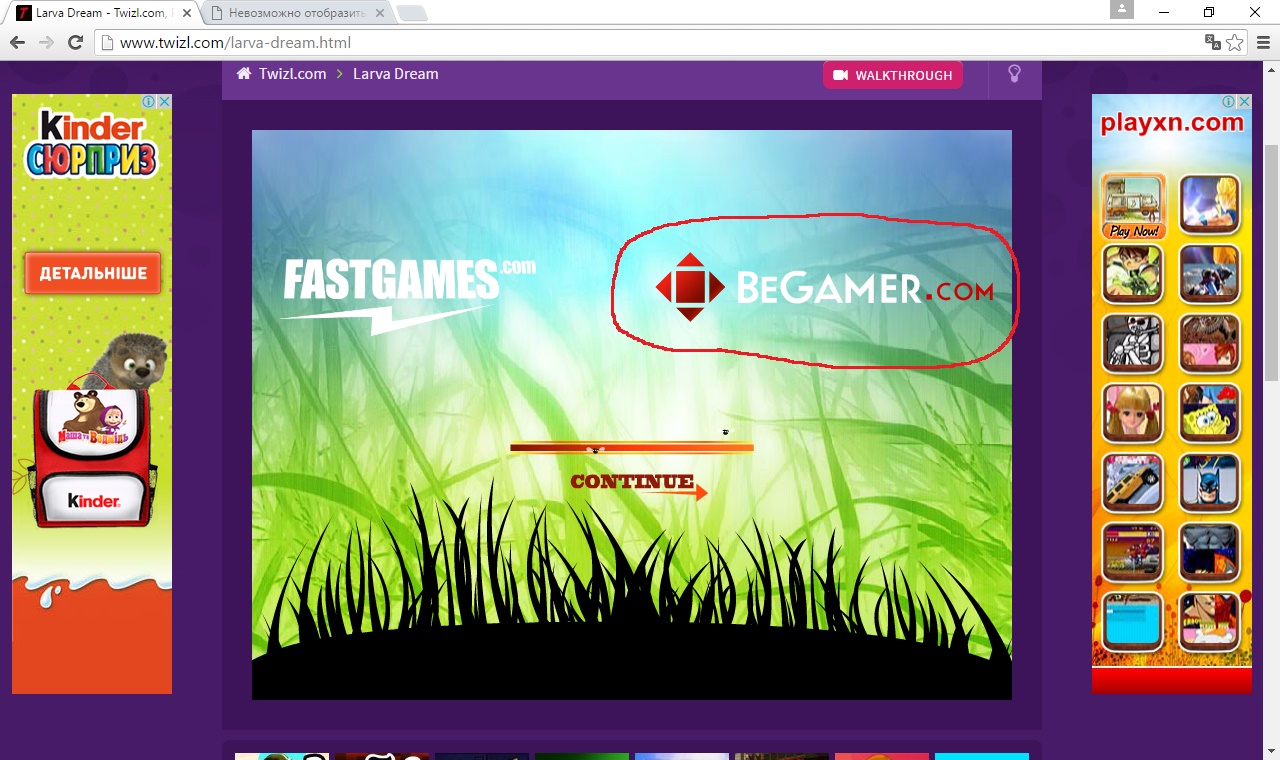 Larva Dream - Twizl.com,
Невозможно отобразить
www.twizl.com/larva-dream.html
Twizl.com > Larva Dream
WALKTHROUGH
kinder
СЮРПРИЗ
ДЕТАЛЬНІШЕ
Маша та Ведмідь
kinder
FASTGAMES.com
BEGAMER.COM
CONTINUE
playxn.com
Play Now!